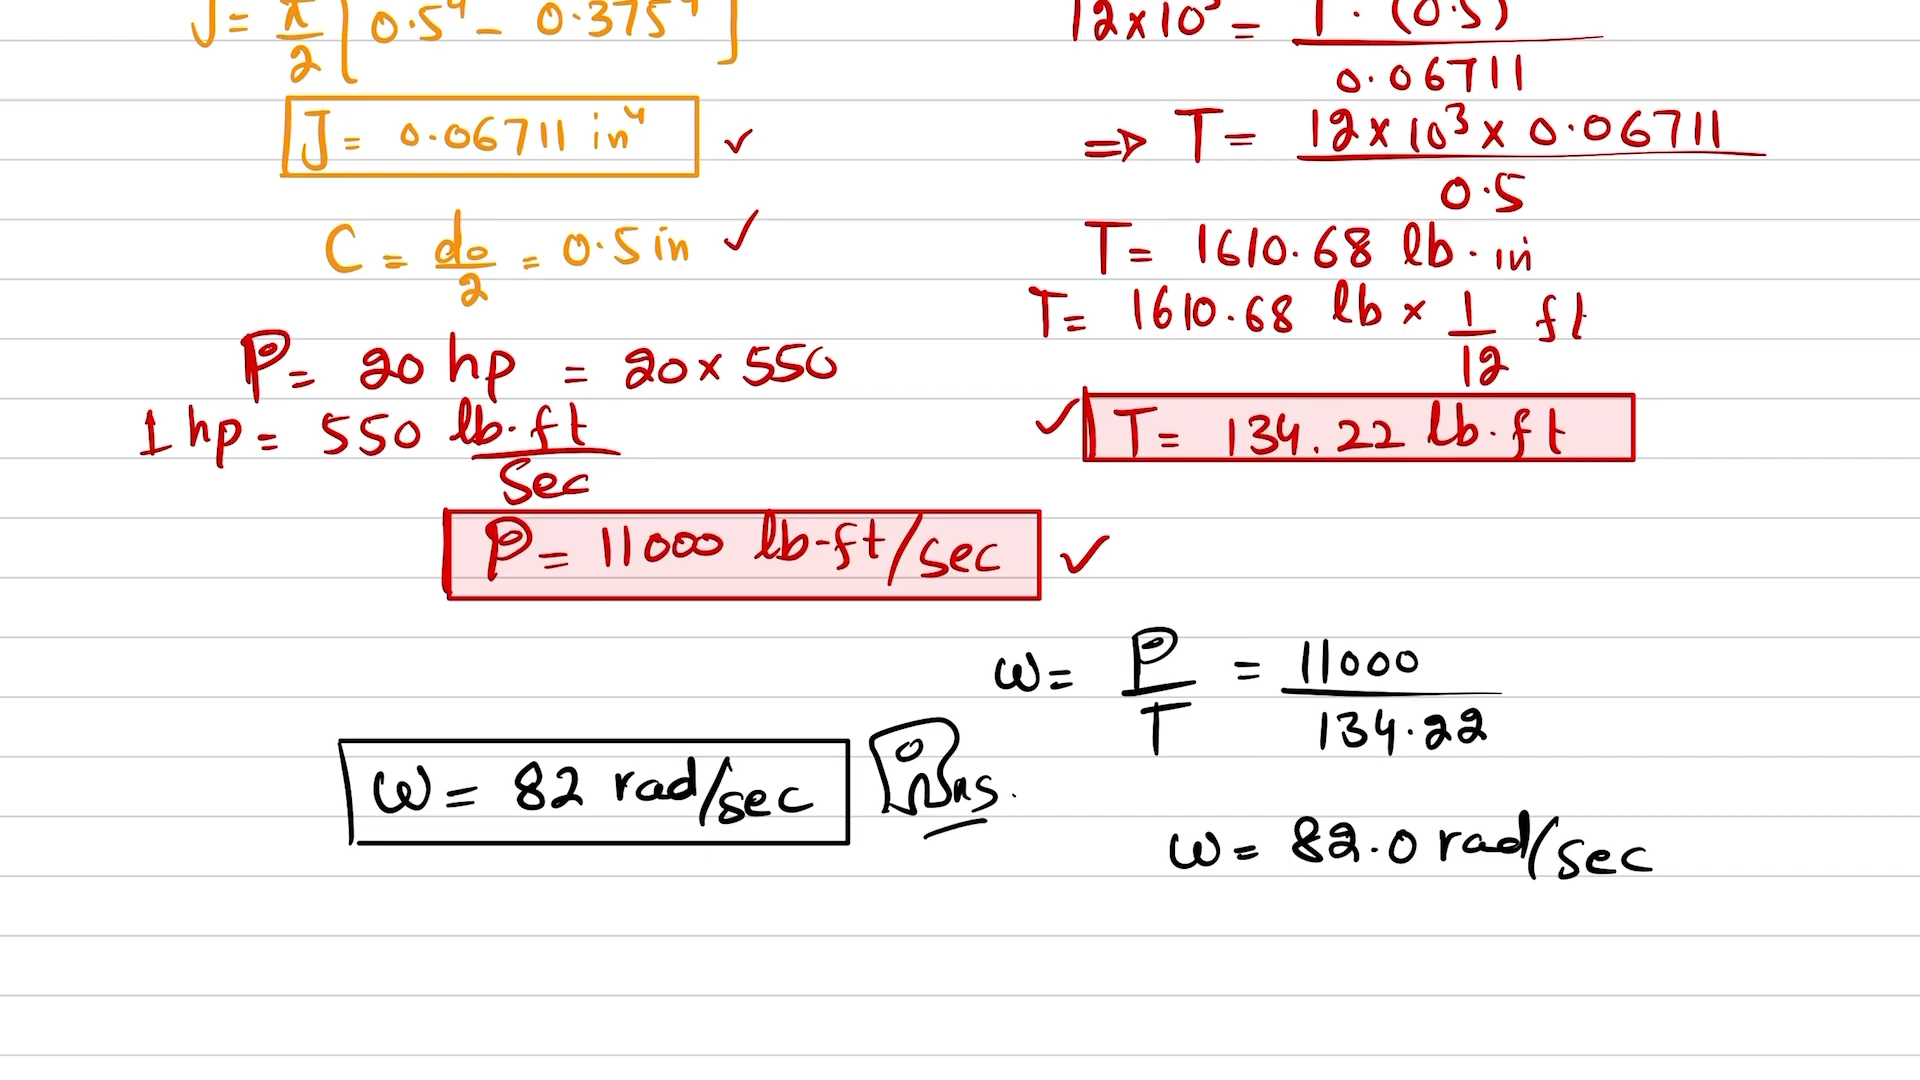 J = π/2 [ 0.5⁴ - 0.375⁴ ]
J = 0.06711 in⁴ ✓
C = do/2 = 0.5 in ✓
P = 20 hp = 20 × 550
1 hp = 550 lb·ft/sec
P = 11000 lb-ft/sec ✓
12×10³ = T · (0.5)/0.06711
⇒ T = 12×10³ × 0.06711/0.5
T = 1610.68 lb·in
T = 1610.68 lb × 1/12 ft
✓ T = 134.22 lb·ft
ω = P/T = 11000/134.22
ω = 82.0 rad/sec
ω = 82 rad/sec Ans.